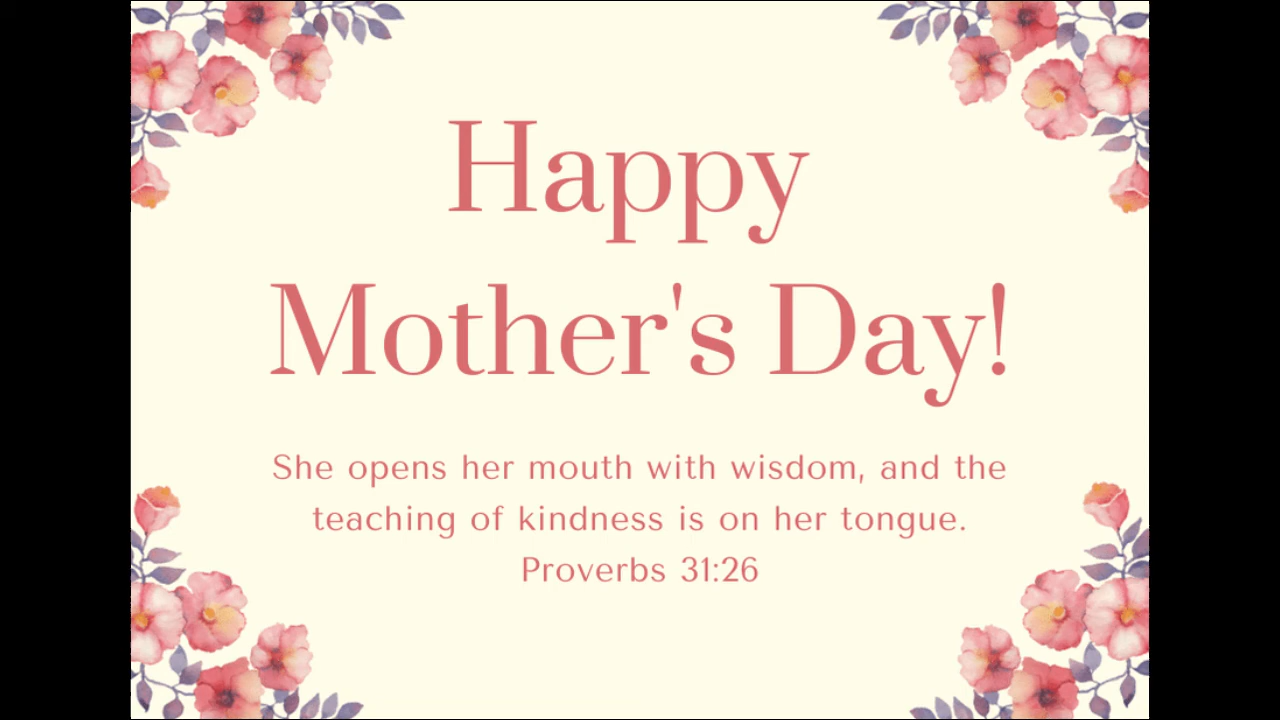 Happy
Mother's Day!
She opens her mouth with wisdom, and the
teaching of kindness is on her tongue.
Proverbs 31:26